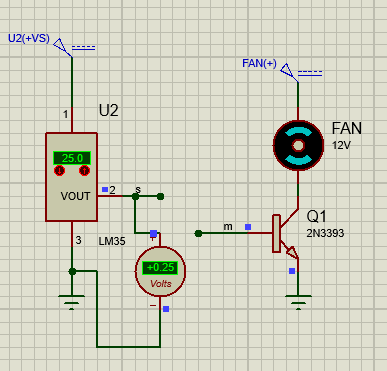 U2(+VS)
FAN(+)
1
U2
25.0
VOUT
2
s
3
LM35
+
+0.25
Volts
−
m
FAN
12V
Q1
2N3393